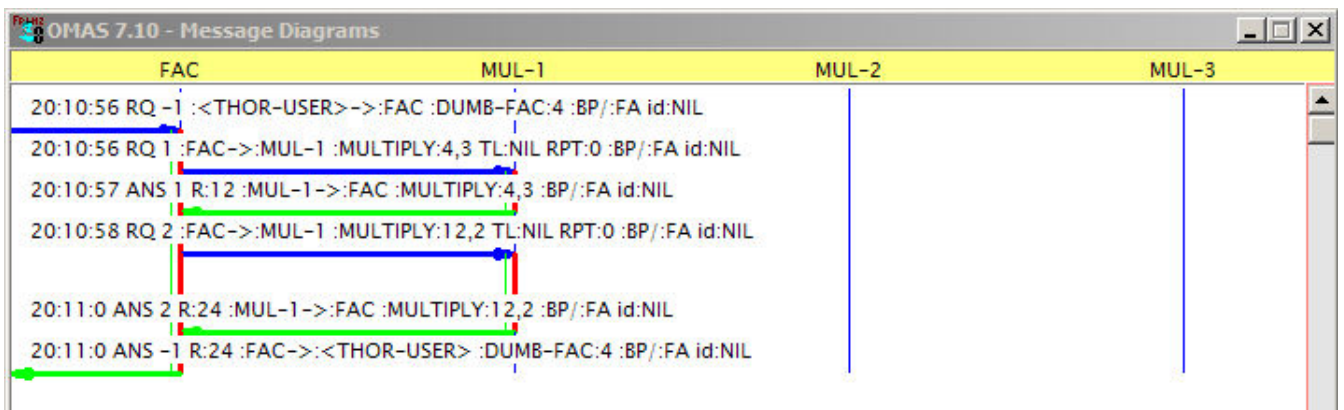 OMAS 7.10 - Message Diagrams
FAC MUL-1 MUL-2 MUL-3
20:10:56 RQ -1 :<THOR-USER>->:FAC :DUMB-FAC:4 :BP/:FA id:NIL
20:10:56 RQ 1 :FAC->:MUL-1 :MULTIPLY:4,3 TL:NIL RPT:0 :BP/:FA id:NIL
20:10:57 ANS 1 R:12 :MUL-1->:FAC :MULTIPLY:4,3 :BP/:FA id:NIL
20:10:58 RQ 2 :FAC->:MUL-1 :MULTIPLY:12,2 TL:NIL RPT:0 :BP/:FA id:NIL
20:11:0 ANS 2 R:24 :MUL-1->:FAC :MULTIPLY:12,2 :BP/:FA id:NIL
20:11:0 ANS -1 R:24 :FAC->:<THOR-USER> :DUMB-FAC:4 :BP/:FA id:NIL